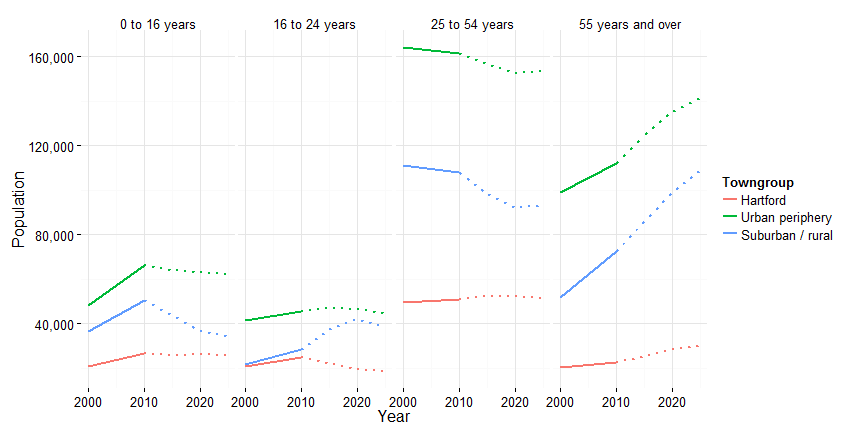 0 to 16 years 16 to 24 years 25 to 54 years 55 years and over
160,000
120,000
80,000
40,000
Population
2000 2010 2020 2000 2010 2020 2000 2010 2020 2000 2010 2020
Year
Towngroup
Hartford
Urban periphery
Suburban / rural